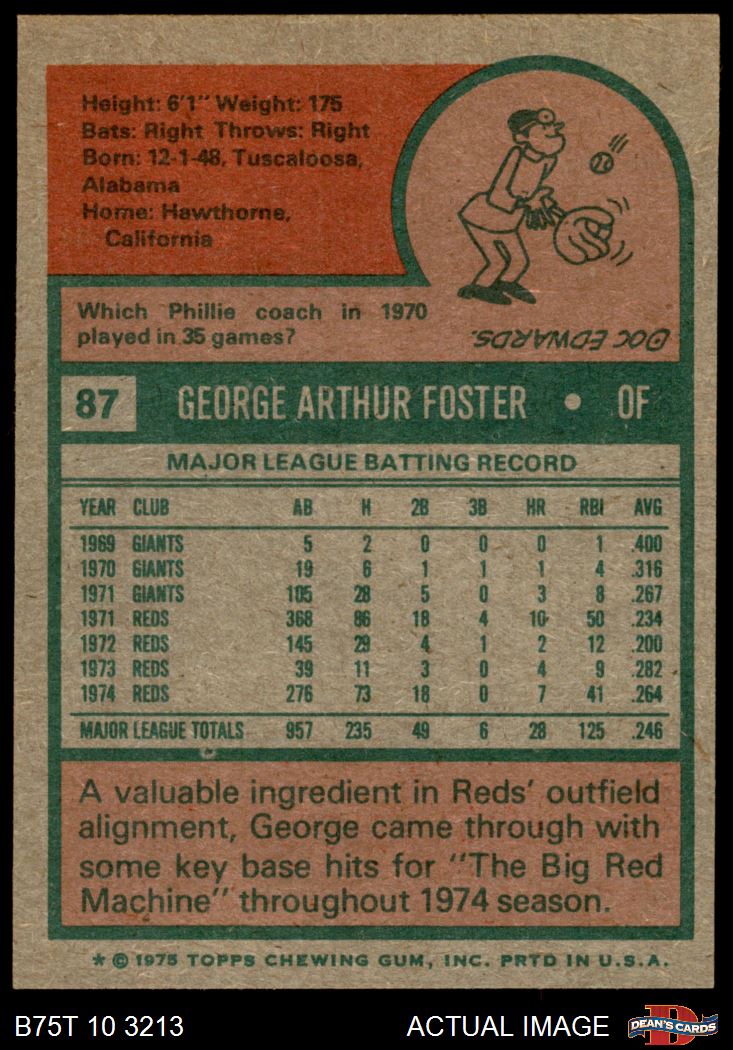 Height: 6'1" Weight: 175
Bats: Right Throws: Right
Born: 12-1-48, Tuscaloosa,
Alabama
Home: Hawthorne,
California
Which Phillie coach in 1970
played in 35 games?
DOC EDWARDS.
87 GEORGE ARTHUR FOSTER • OF
MAJOR LEAGUE BATTING RECORD
YEAR CLUB AB H 2B 3B HR RBI AVG
1969 GIANTS 5 2 0 0 0 1 .400
1970 GIANTS 19 6 1 1 1 4 .316
1971 GIANTS 105 28 5 0 3 8 .267
1971 REDS 368 86 18 4 10 50 .234
1972 REDS 145 29 4 1 2 12 .200
1973 REDS 39 11 3 0 4 9 .282
1974 REDS 276 73 18 0 7 41 .264
MAJOR LEAGUE TOTALS 957 235 49 6 28 125 .246
A valuable ingredient in Reds' outfield
alignment, George came through with
some key base hits for "The Big Red
Machine" throughout 1974 season.
* © 1975 TOPPS CHEWING GUM, INC. PRTD IN U.S.A.
B75T 10 3213 ACTUAL IMAGE D DEAN'S CARDS